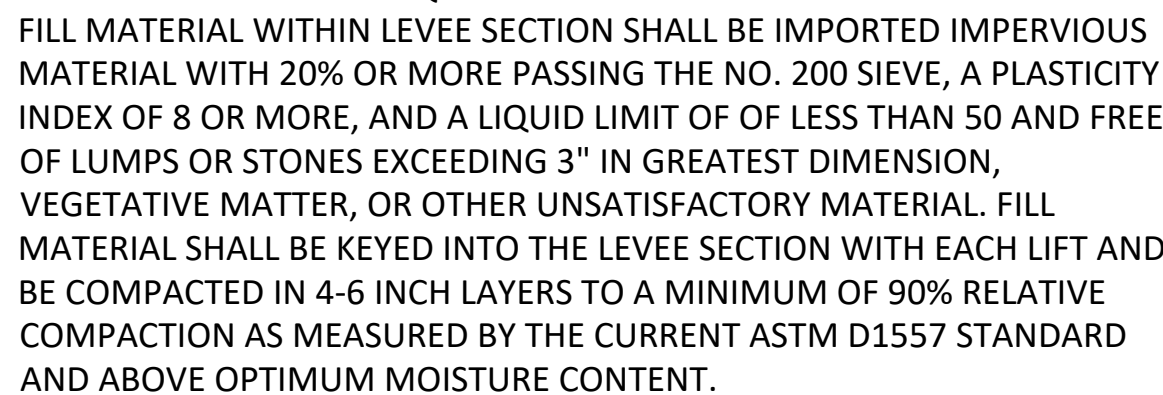 FILL MATERIAL WITHIN LEVEE SECTION SHALL BE IMPORTED IMPERVIOUS
MATERIAL WITH 20% OR MORE PASSING THE NO. 200 SIEVE, A PLASTICITY
INDEX OF 8 OR MORE, AND A LIQUID LIMIT OF OF LESS THAN 50 AND FREE
OF LUMPS OR STONES EXCEEDING 3" IN GREATEST DIMENSION,
VEGETATIVE MATTER, OR OTHER UNSATISFACTORY MATERIAL. FILL
MATERIAL SHALL BE KEYED INTO THE LEVEE SECTION WITH EACH LIFT AND
BE COMPACTED IN 4-6 INCH LAYERS TO A MINIMUM OF 90% RELATIVE
COMPACTION AS MEASURED BY THE CURRENT ASTM D1557 STANDARD
AND ABOVE OPTIMUM MOISTURE CONTENT.